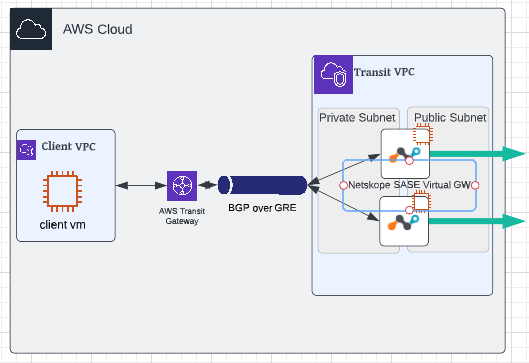 AWS Cloud
Transit VPC
Private Subnet
Public Subnet
Client VPC
client vm
AWS Transit
Gateway
BGP over GRE
Netskope SASE Virtual GW